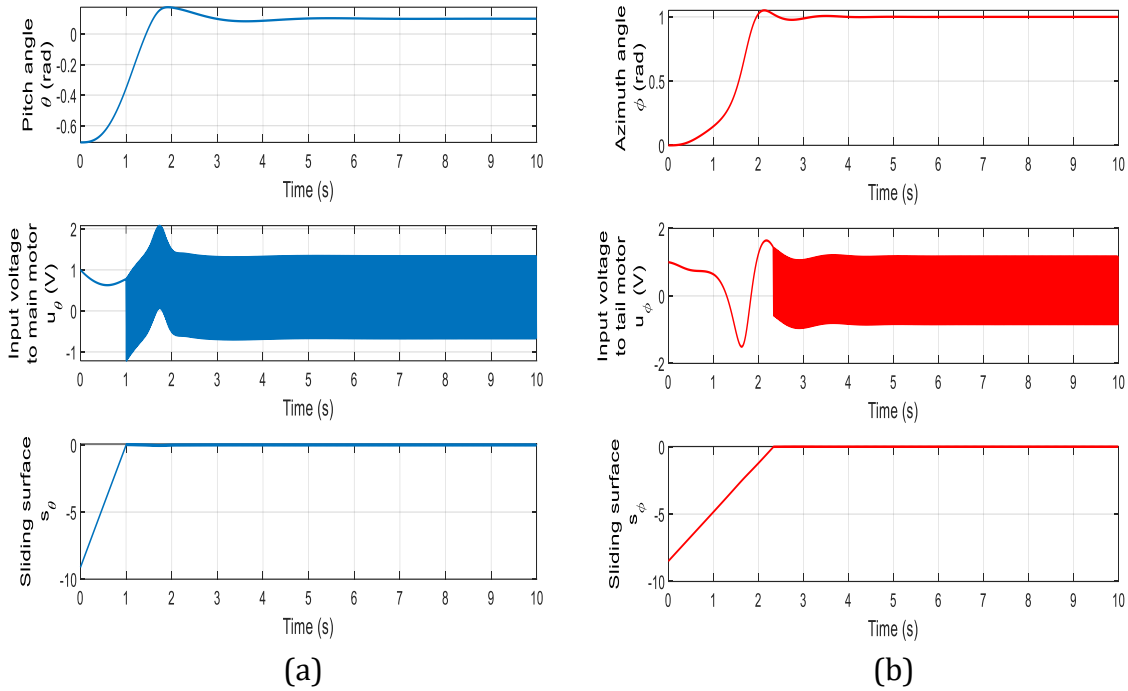 Pitch angle
θ (rad)
0
-0.2
-0.4
-0.6
0 1 2 3 4 5 6 7 8 9 10
Time (s)
Input voltage
to main motor
u θ (V)
2
1
0
-1
0 1 2 3 4 5 6 7 8 9 10
Time (s)
Sliding surface
s θ
0
-5
-10
0 1 2 3 4 5 6 7 8 9 10
Time (s)
(a)
Azimuth angle
ϕ (rad)
1
0.5
0
0 1 2 3 4 5 6 7 8 9 10
Time (s)
Input voltage
to tail motor
u ϕ (V)
2
0
-2
0 1 2 3 4 5 6 7 8 9 10
Time (s)
Sliding surface
s ϕ
0
-5
-10
0 1 2 3 4 5 6 7 8 9 10
Time (s)
(b)